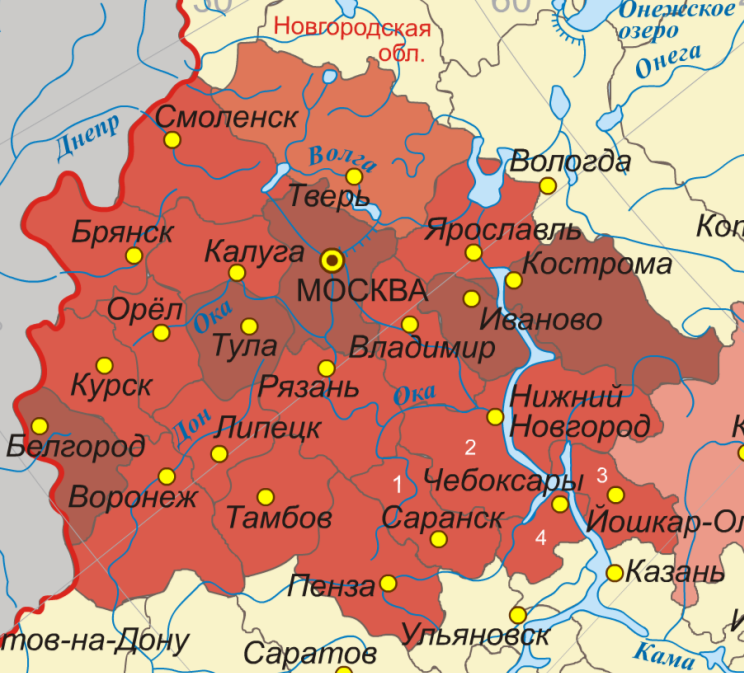 50
60
Онежское
озеро
Новгородская
обл.
Онега
Смоленск
Днепр
Волга
Вологда
Тверь
Брянск
Ярославль
Калуга
Кострома
МОСКВА
Орёл
Ока
Иваново
Тула
Владимир
Курск
Рязань
Ока
Нижний
Новгород
Дон
Липецк
Белгород
2
Воронеж
1
Чебоксары
3
Тамбов
Саранск
4
Йошкар-Ол
Пенза
Казань
Ульяновск
тов-на-Дону
Саратов
Кама